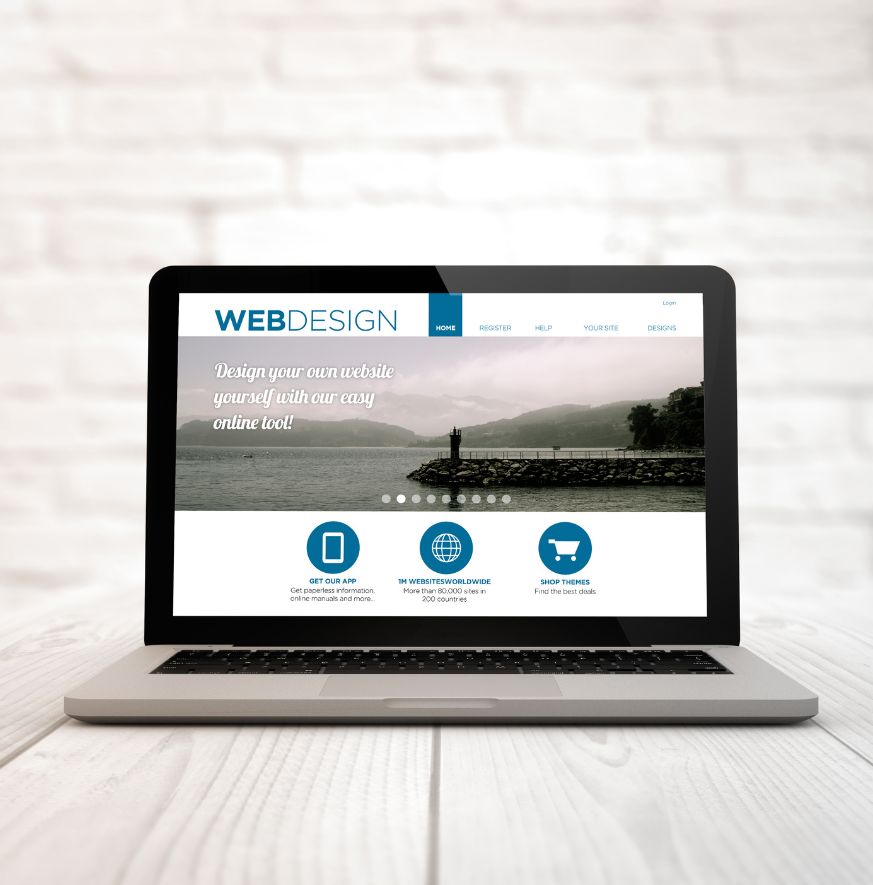 Login
WEBDESIGN
HOME REGISTER HELP YOUR SITE DESIGNS
Design your own website
yourself with our easy
online tool!
GET OUR APP
Get paperless information,
online manuals and more..
1M WEBSITESWORLDWIDE
More than 80,000 sites in
200 countries
SHOP THEMES
Find the best deals